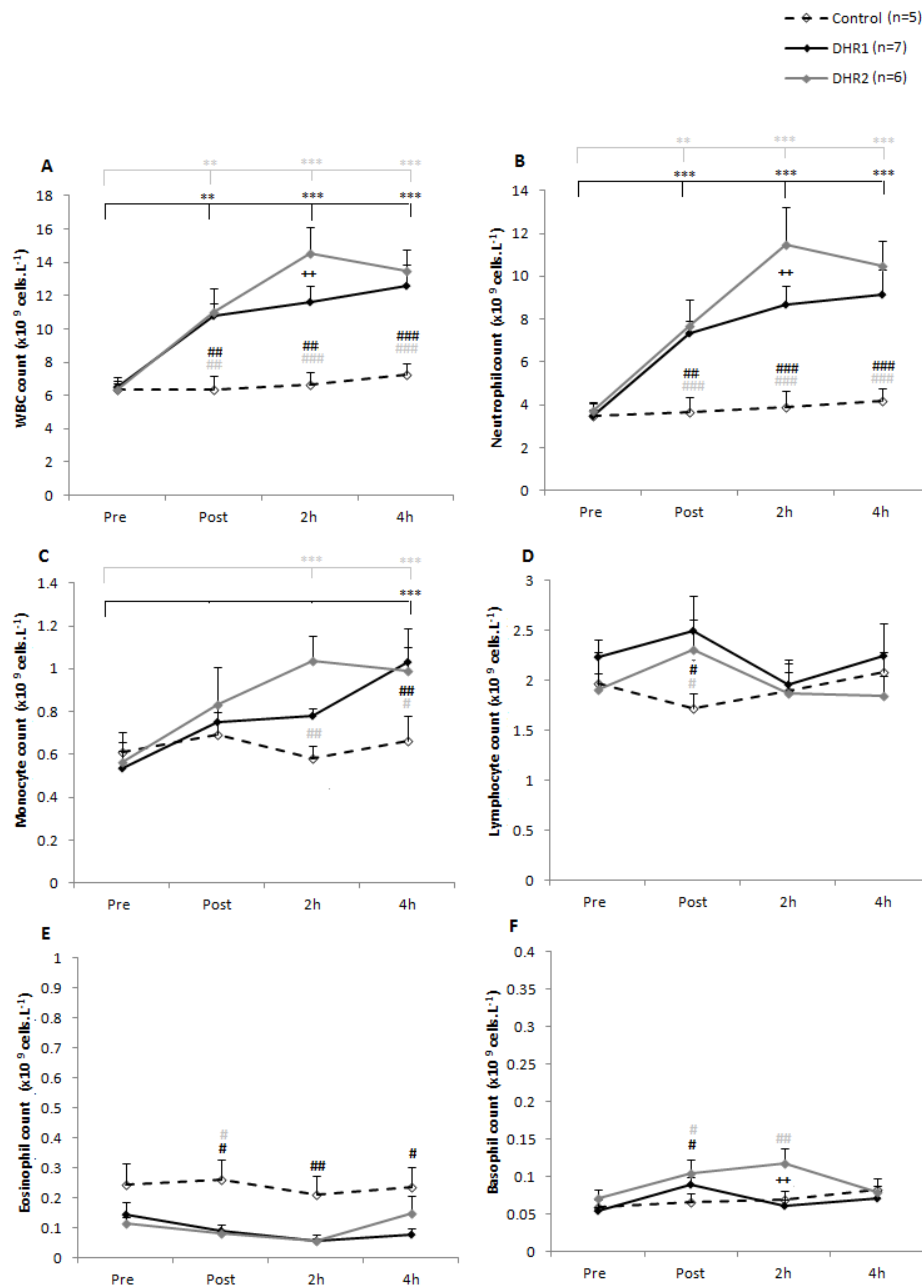 Control (n=5)
DHR1 (n=7)
DHR2 (n=6)
A
** *** ***
** *** ***
18
16
14
12
10
8
6
4
2
0
WBC count (x10 9 cells.L-1)
++
## ## ###
## ### ###
Pre Post 2h 4h
B
** *** ***
*** *** ***
14
12
10
8
6
4
2
0
Neutrophil count (x10 9 cells.L-1)
++
## ### ###
### ### ###
Pre Post 2h 4h
C
*** ***
***
1.4
1.2
1
0.8
0.6
0.4
0.2
0
Monocyte count (x10 9 cells.L-1)
##
#
##
Pre Post 2h 4h
D
3
2.5
2
1.5
1
0.5
0
Lymphocyte count (x10 9 cells.L-1)
#
#
Pre Post 2h 4h
E
1
0.9
0.8
0.7
0.6
0.5
0.4
0.3
0.2
0.1
0
Eosinophil count (x10 9 cells.L-1)
#
# ## #
Pre Post 2h 4h
F
0.4
0.35
0.3
0.25
0.2
0.15
0.1
0.05
0
Basophil count (x10 9 cells.L-1)
# ##
#
++
Pre Post 2h 4h